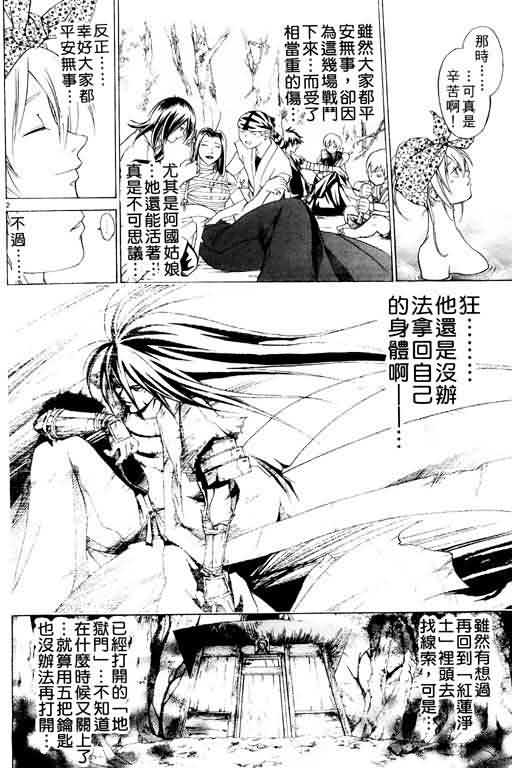 那時……
…可真是
辛苦啊！
雖然大家都平
安無事，卻因
為這幾場戰鬥
下來…而受了
相當重的傷…
尤其是阿國姑娘
…她還能活著…
真是不可思議…
反正…
幸好大家都
平安無事…
不過…
狂………
他還是沒辦
法拿回自己
的身體啊——…
雖然有想過
再回到「紅蓮淨
土」裡頭去
找線索，可是…
已經打開的「地
獄門」…不知道
在什麼時候又關上了
…就算用五把鑰匙
也沒辦法再打開…
2